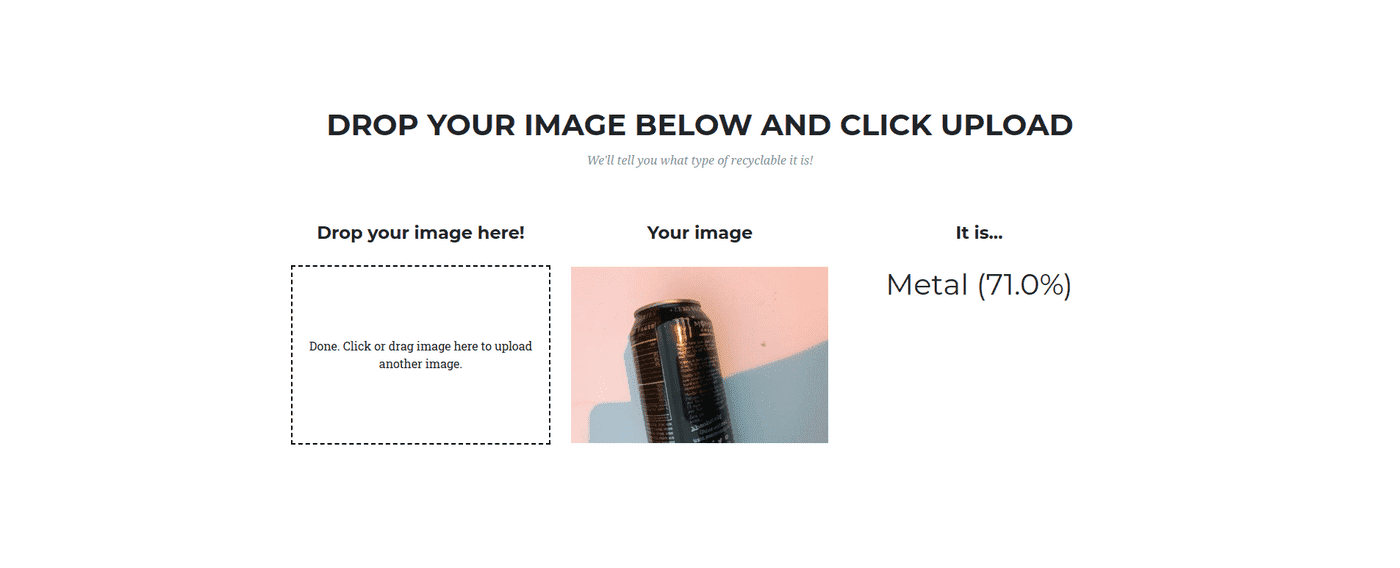 DROP YOUR IMAGE BELOW AND CLICK UPLOAD
We'll tell you what type of recyclable it is!
Drop your image here!
Your image
It is...
Done. Click or drag image here to upload
another image.
Metal (71.0%)